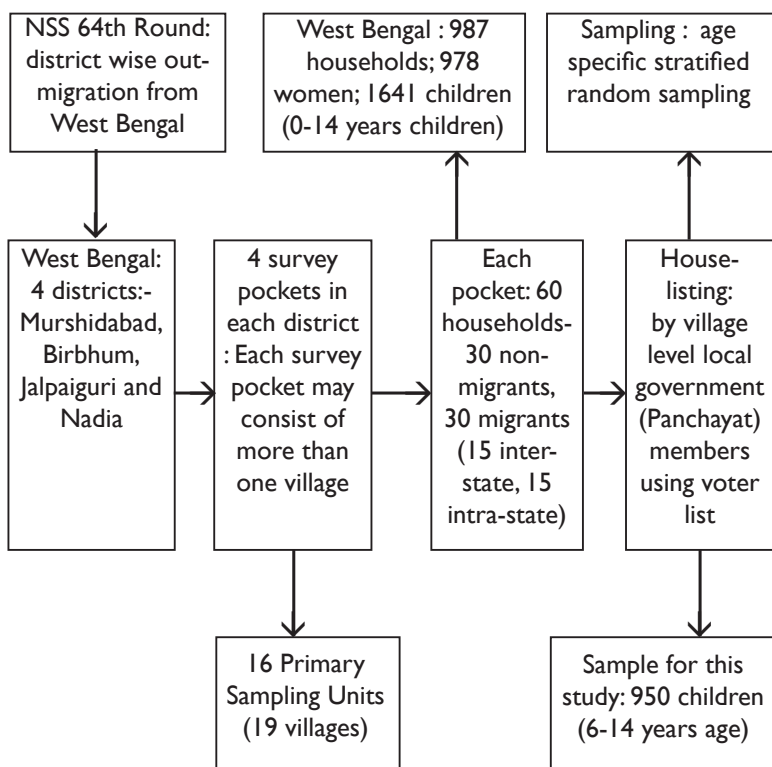 NSS 64th Round:
district wise out-
migration from
West Bengal
West Bengal : 987
households; 978
women; 1641 children
(0-14 years children)
Sampling : age
specific stratified
random sampling
West Bengal:
4 districts:-
Murshidabad,
Birbhum,
Jalpaiguri and
Nadia
4 survey
pockets in
each district
: Each survey
pocket may
consist of
more than
one village
Each
pocket: 60
households-
30 non-
migrants,
30 migrants
(15 inter-
state, 15
intra-state)
House-
listing:
by village
level local
government
(Panchayat)
members
using voter
list
16 Primary
Sampling Units
(19 villages)
Sample for this
study: 950 children
(6-14 years age)